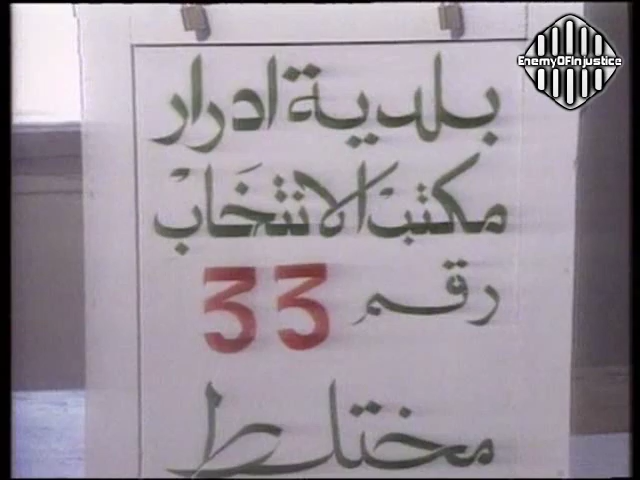 EnemyOFInjustice
بلدية ادرار
مكتب الانتخاب
رقم 33
مختلط